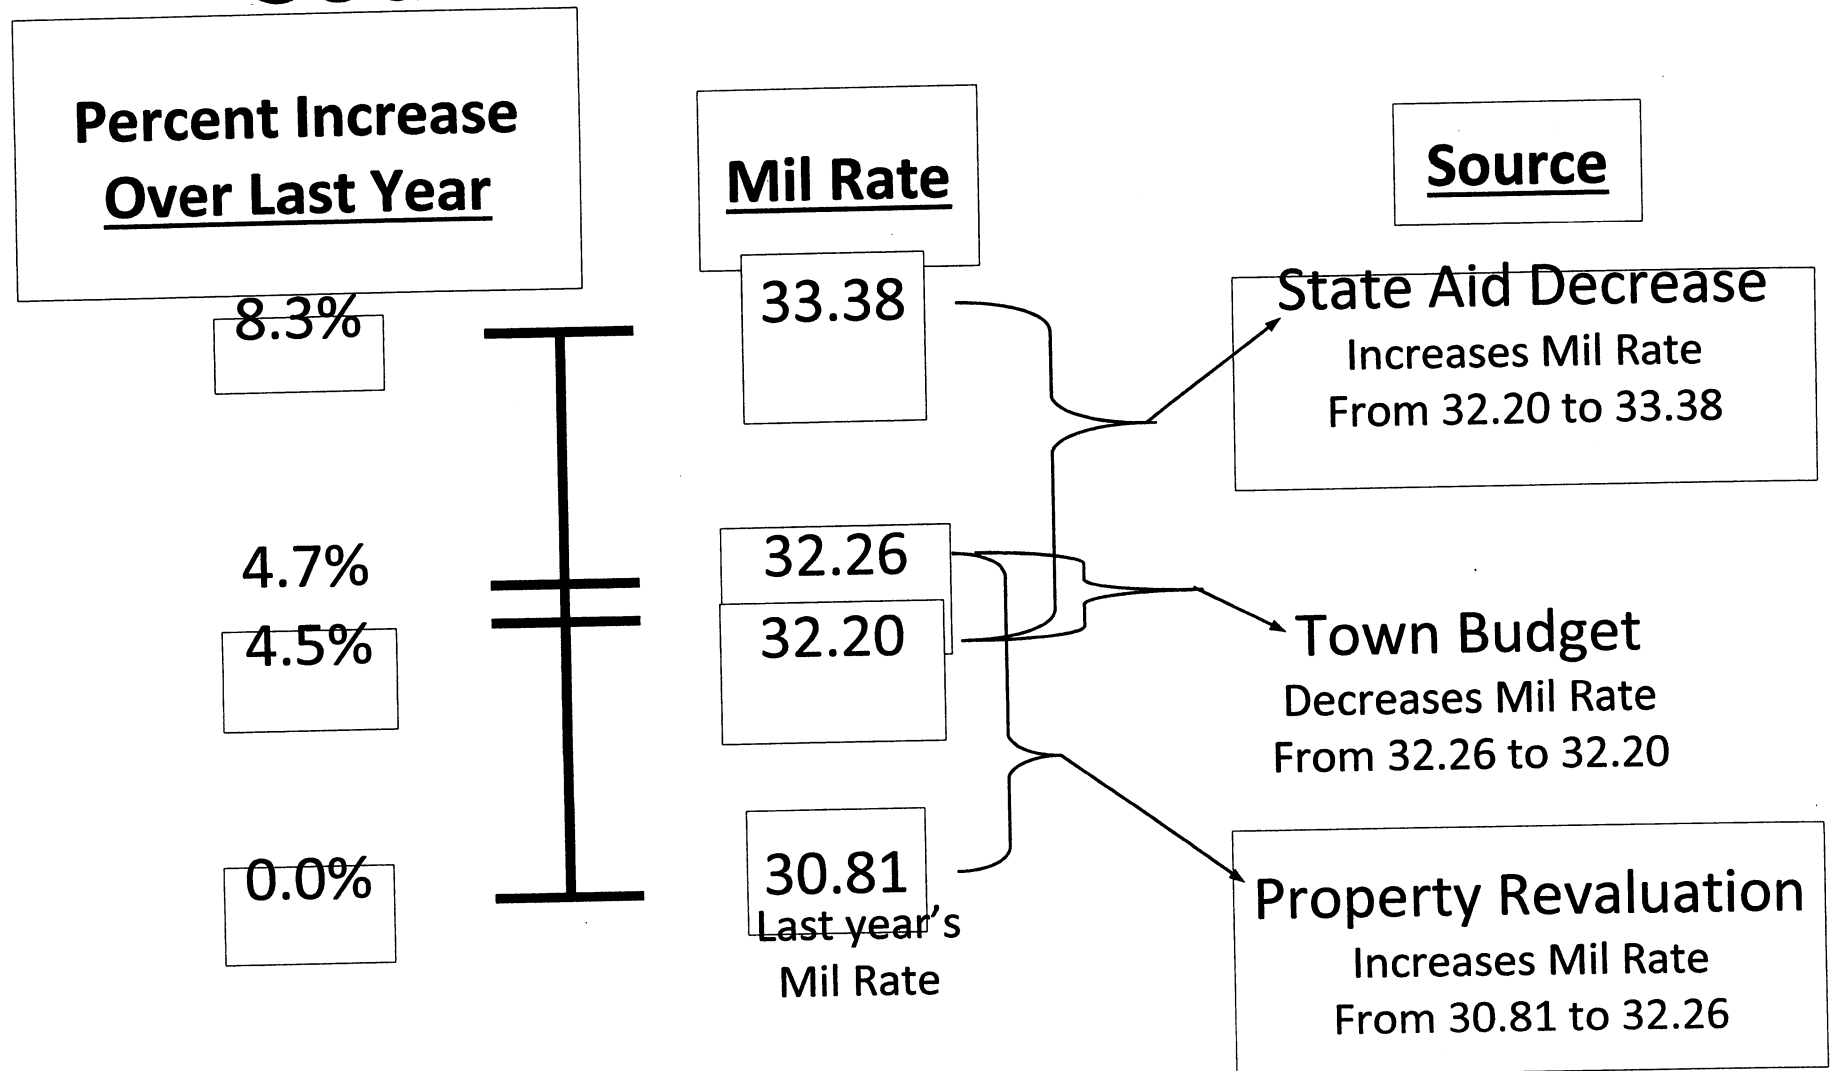 Percent Increase
Over Last Year
Mil Rate
Source
8.3%
33.38
State Aid Decrease
Increases Mil Rate
From 32.20 to 33.38
4.7%
32.26
4.5%
32.20
Town Budget
Decreases Mil Rate
From 32.26 to 32.20
0.0%
30.81
Last year's
Mil Rate
Property Revaluation
Increases Mil Rate
From 30.81 to 32.26